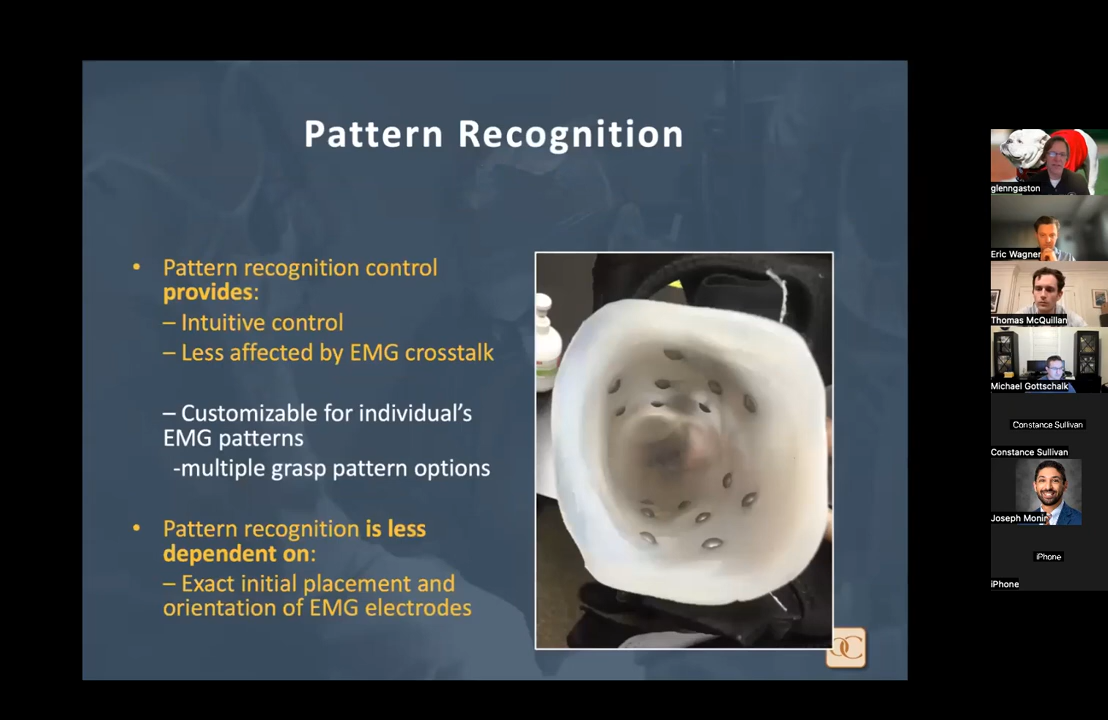 Pattern Recognition
• Pattern recognition control
provides:
– Intuitive control
– Less affected by EMG crosstalk
– Customizable for individual’s
EMG patterns
-multiple grasp pattern options
• Pattern recognition is less
dependent on:
– Exact initial placement and
orientation of EMG electrodes
OC
glenngaston
Eric Wagner
Thomas McQuillan
Michael Gottschalk
Constance Sullivan
Constance Sullivan
Joseph Monir
iPhone
iPhone